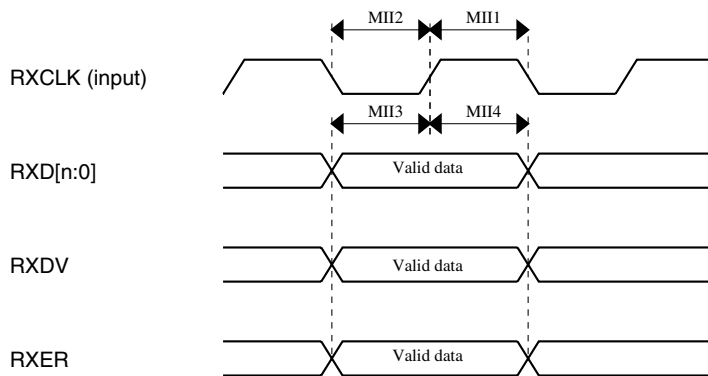 MII2 MII1
RXCLK (input)
MII3 MII4
RXD[n:0] Valid data
RXDV Valid data
RXER Valid data